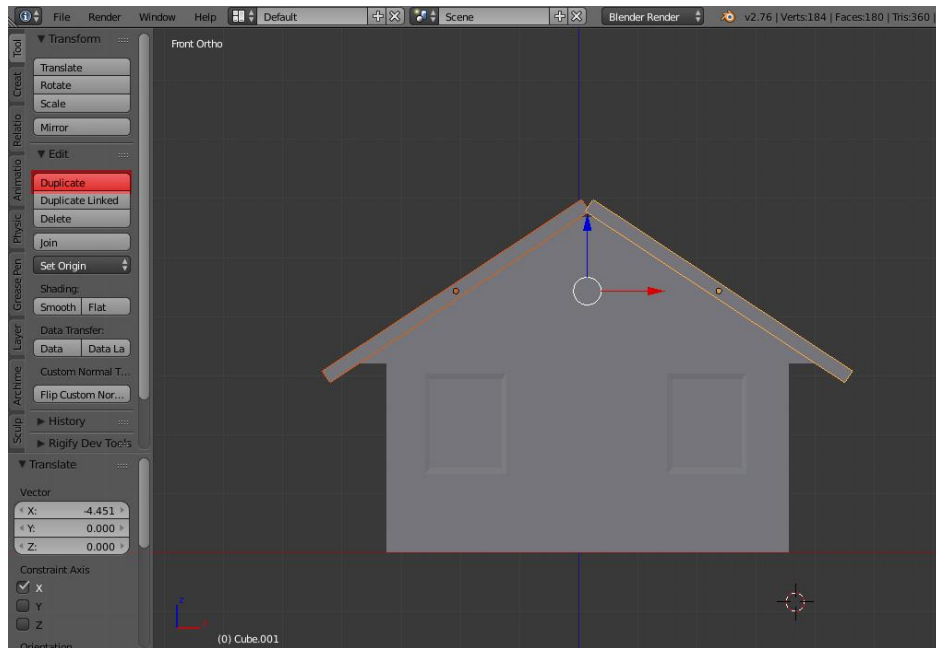 File Render Window Help Default Scene Blender Render v2.76 | Verts:184 | Faces:180 | Tris:360 |
Front Ortho
Tool
Creat
Relatio
Animatio
Physic
Grease Pen
Layer
Archime
Sculp
▼ Transform
Translate
Rotate
Scale
Mirror
▼ Edit
Duplicate
Duplicate Linked
Delete
Join
Set Origin
Shading:
Smooth Flat
Data Transfer:
Data Data La
Custom Normal T...
Flip Custom Nor...
▶ History
▶ Rigify Dev Tools
▼ Translate
Vector
X: -4.451
Y: 0.000
Z: 0.000
Constraint Axis
X
Y
Z
Orientation
z
x
(0) Cube.001